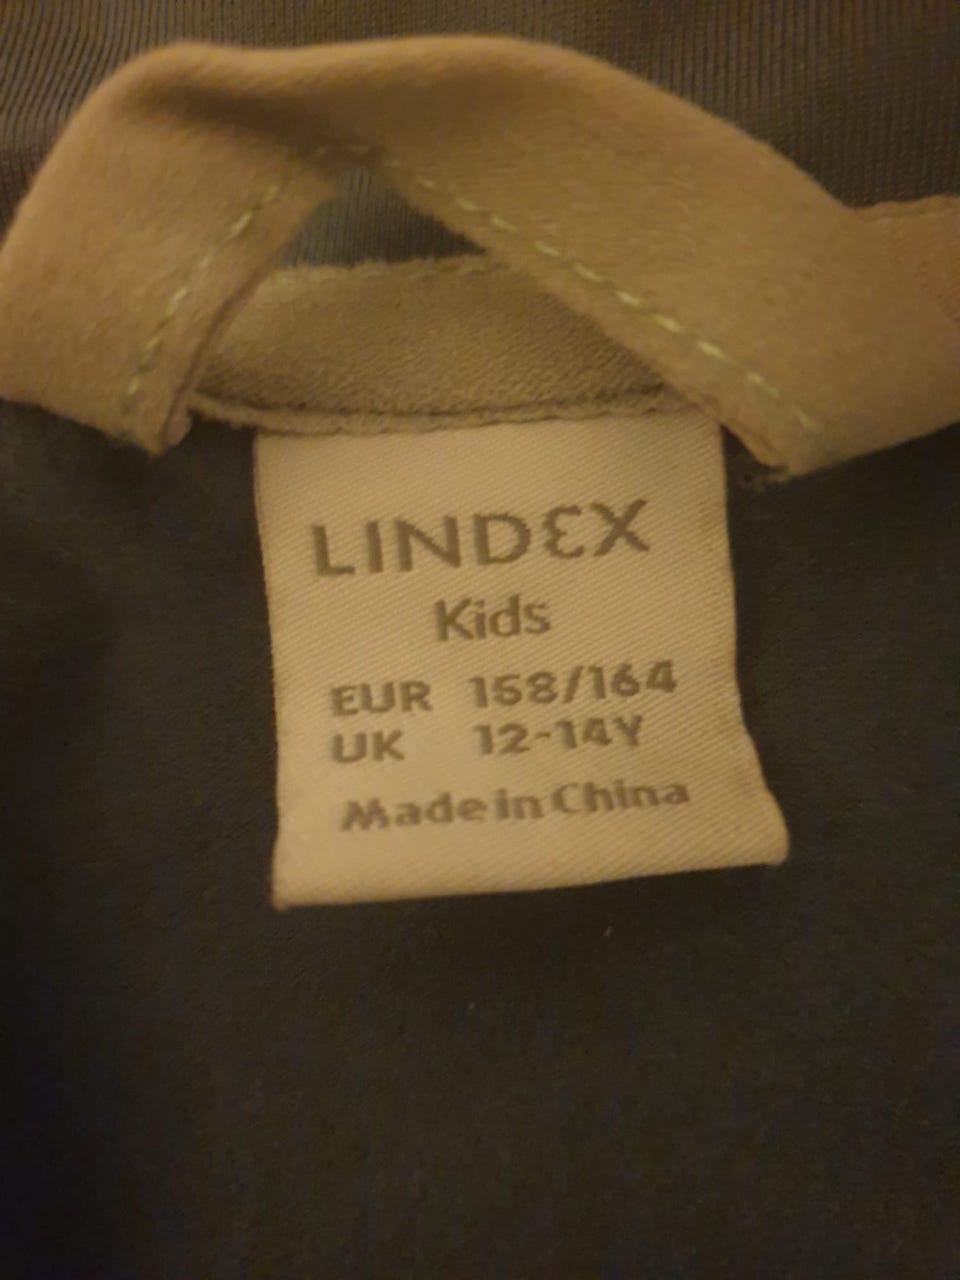 LINDEX
Kids
EUR 158/164
UK 12-14Y
Made in China